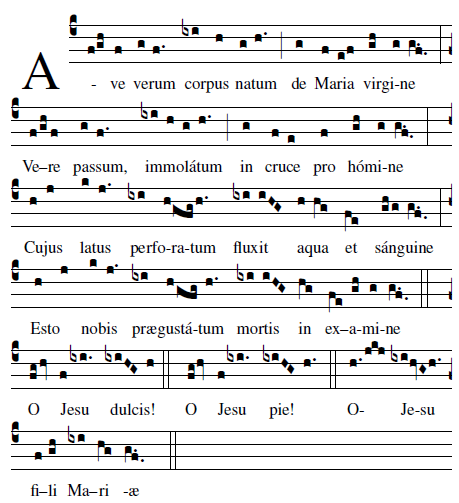 A - ve verum corpus natum de Maria virgi-ne
Ve–re passum, immolátum in cruce pro hómi-ne
Cujus latus perfo-ra-tum fluxit aqua et sánguine
Esto nobis prægustá-tum mortis in ex–a-mi-ne
O Jesu dulcis! O Jesu pie! O- Je-su
fi–li Ma–ri -æ